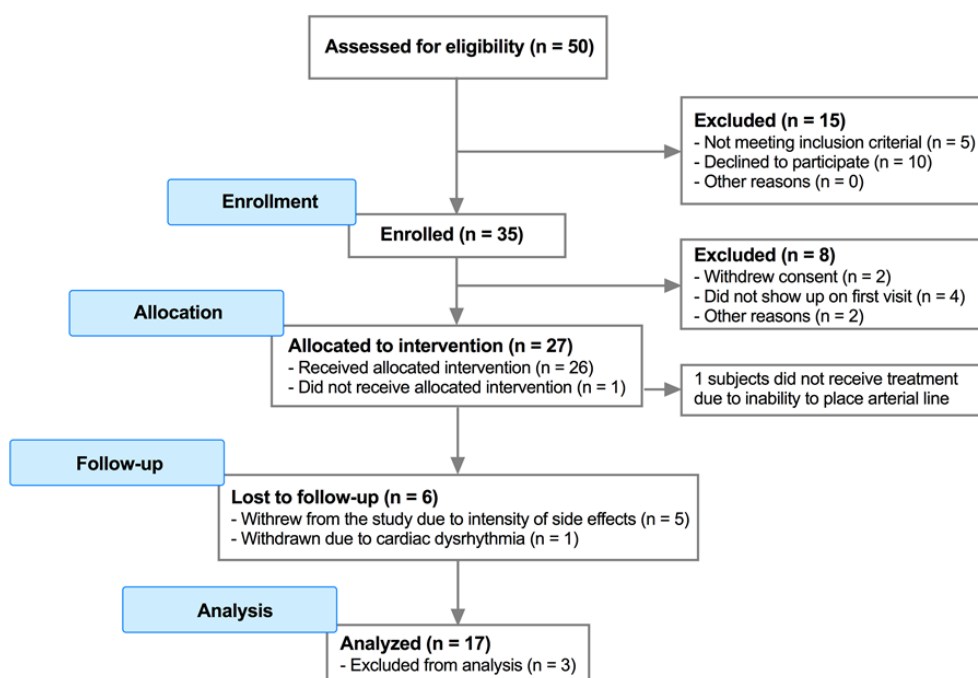 Assessed for eligibility (n = 50)
Excluded (n = 15)
- Not meeting inclusion criterial (n = 5)
- Declined to participate (n = 10)
- Other reasons (n = 0)
Enrollment
Enrolled (n = 35)
Excluded (n = 8)
- Withdrew consent (n = 2)
- Did not show up on first visit (n = 4)
- Other reasons (n = 2)
Allocation
Allocated to intervention (n = 27)
- Received allocated intervention (n = 26)
- Did not receive allocated intervention (n = 1)
1 subjects did not receive treatment
due to inability to place arterial line
Follow-up
Lost to follow-up (n = 6)
- Withrew from the study due to intensity of side effects (n = 5)
- Withdrawn due to cardiac dysrhythmia (n = 1)
Analysis
Analyzed (n = 17)
- Excluded from analysis (n = 3)